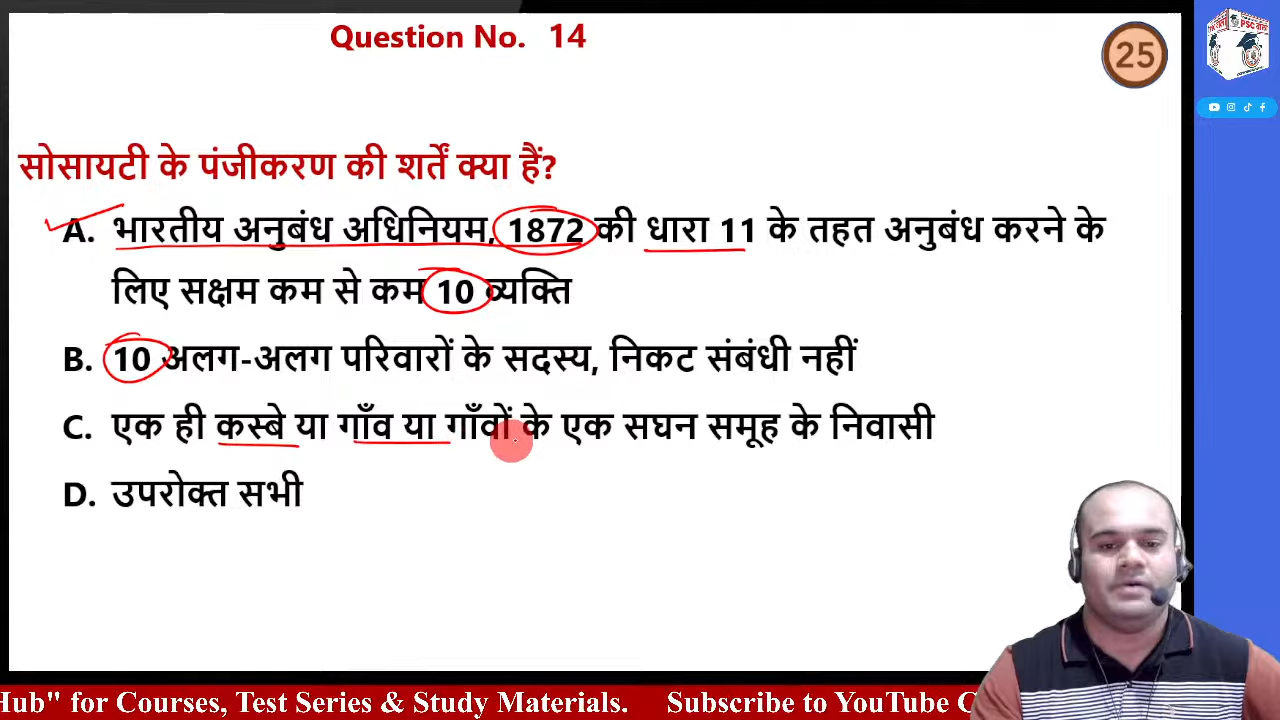 Question No. 14
25
PSC
सोसायटी के पंजीकरण की शर्तें क्या हैं?
A. भारतीय अनुबंध अधिनियम, 1872 की धारा 11 के तहत अनुबंध करने के
लिए सक्षम कम से कम 10 व्यक्ति
B. 10 अलग-अलग परिवारों के सदस्य, निकट संबंधी नहीं
C. एक ही कस्बे या गाँव या गाँवों के एक सघन समूह के निवासी
D. उपरोक्त सभी
Hub" for Courses, Test Series & Study Materials. Subscribe to YouTube C